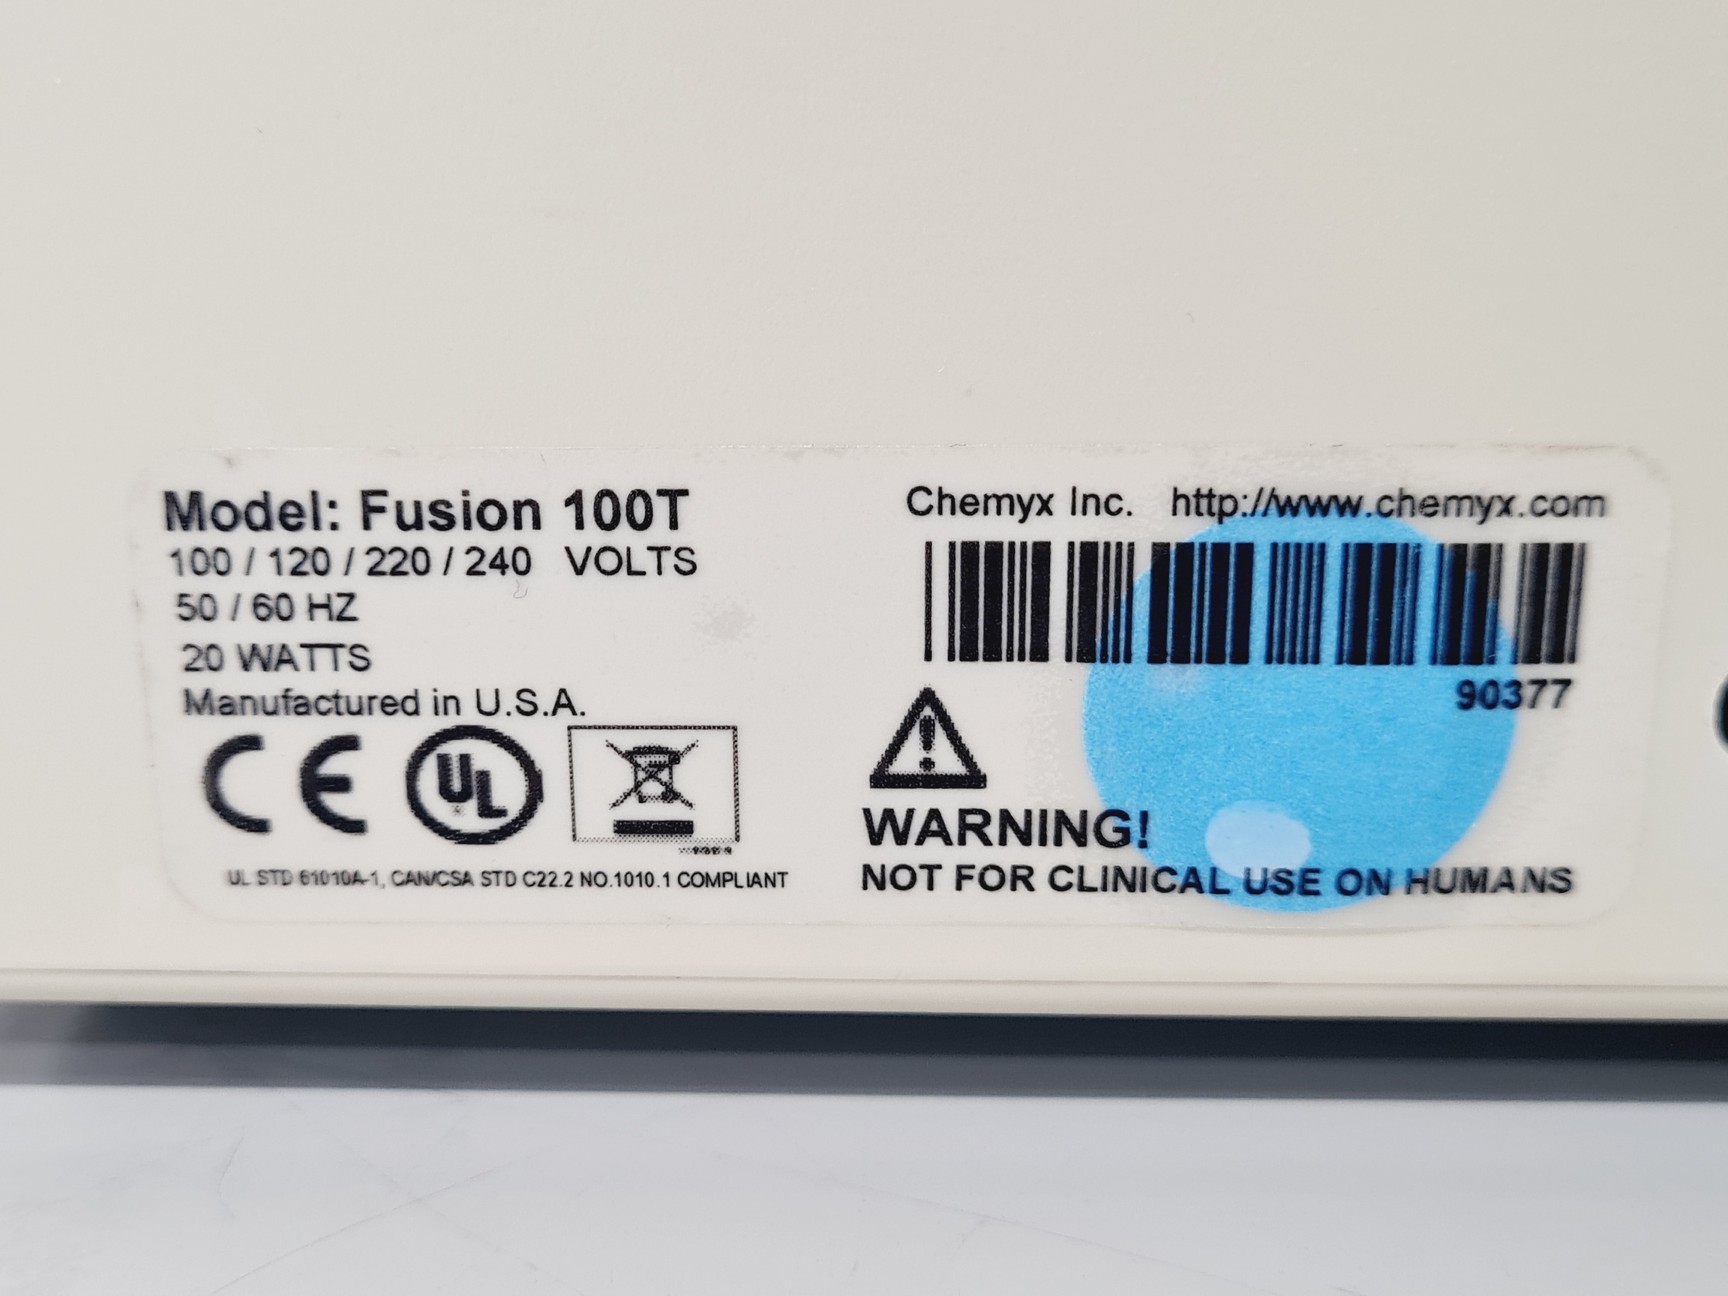 Model: Fusion 100T
100 / 120 / 220 / 240 VOLTS
50 / 60 HZ
20 WATTS
Manufactured in U.S.A.
CE
UL
UL STD 61010A-1, CAN/CSA STD C22.2 NO.1010.1 COMPLIANT
Chemyx Inc. http://www.chemyx.com
90377
WARNING!
NOT FOR CLINICAL USE ON HUMANS